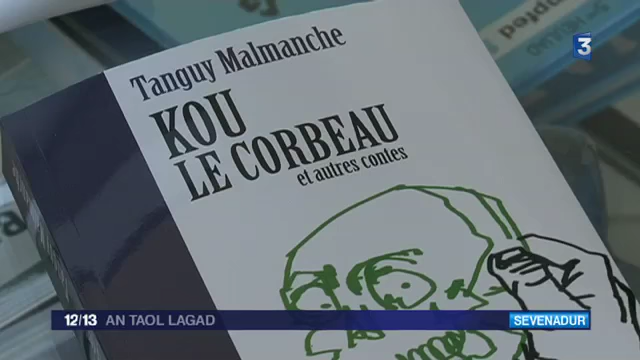 3
Tanguy Malmanche
KOU
LE CORBEAU
et autres contes
12/13 AN TAOL LAGAD
SEVENADUR